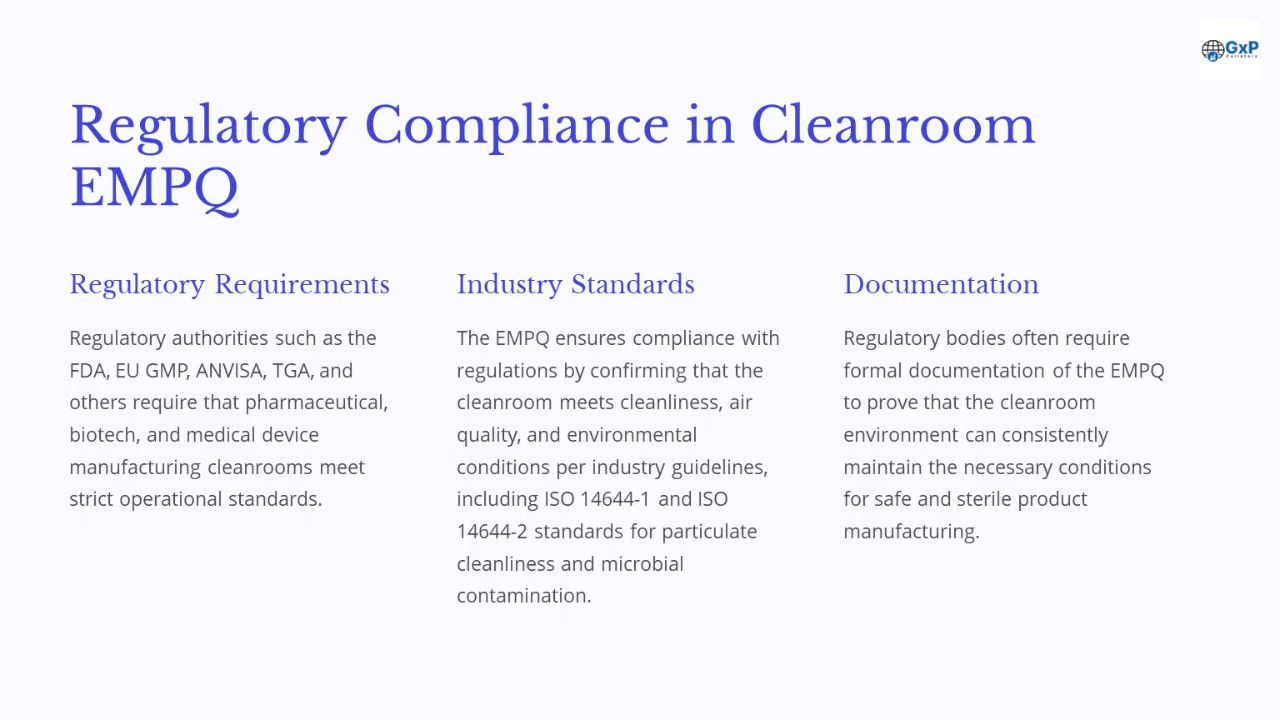 GxP
Regulatory Compliance in Cleanroom
EMPQ
Regulatory Requirements
Regulatory authorities such as the
FDA, EU GMP, ANVISA, TGA, and
others require that pharmaceutical,
biotech, and medical device
manufacturing cleanrooms meet
strict operational standards.
Industry Standards
The EMPQ ensures compliance with
regulations by confirming that the
cleanroom meets cleanliness, air
quality, and environmental
conditions per industry guidelines,
including ISO 14644-1 and ISO
14644-2 standards for particulate
cleanliness and microbial
contamination.
Documentation
Regulatory bodies often require
formal documentation of the EMPQ
to prove that the cleanroom
environment can consistently
maintain the necessary conditions
for safe and sterile product
manufacturing.